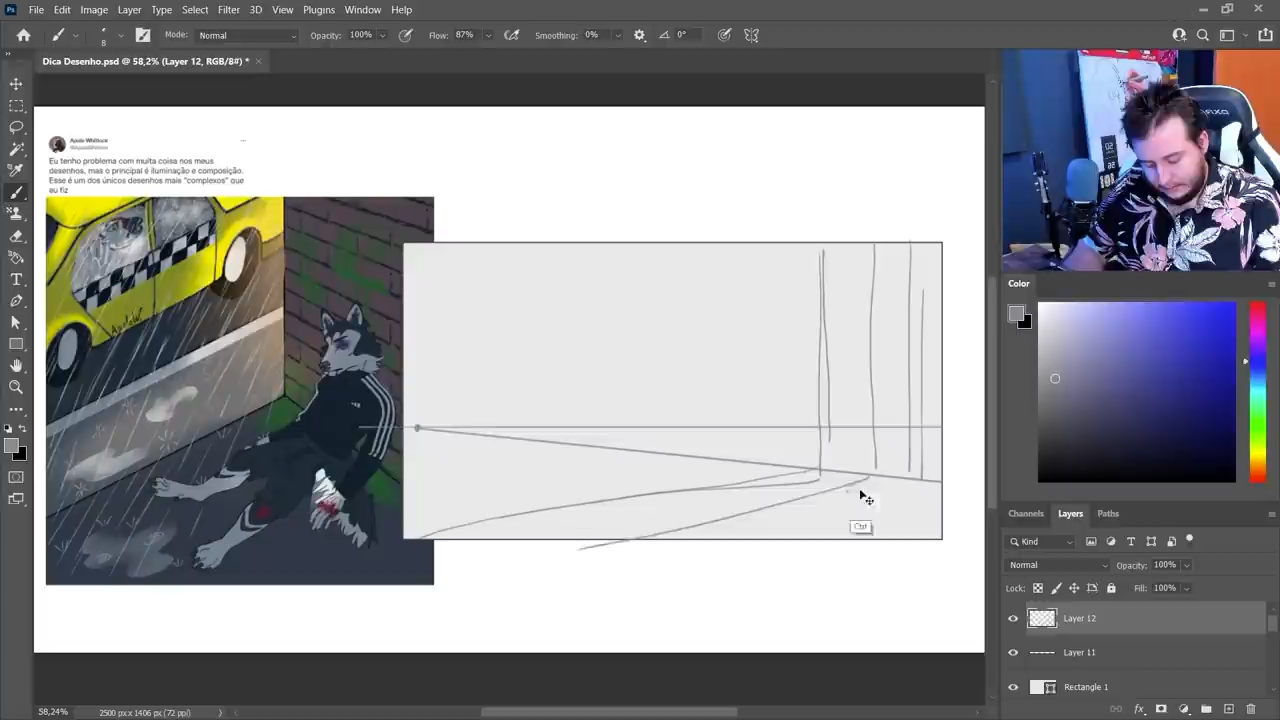 Ps File Edit Image Layer Type Select Filter 3D View Plugins Window Help
8 Mode: Normal Opacity: 100% Flow: 87% Smoothing: 0% 0°
Dica Desenho.psd @ 58,2% (Layer 12, RGB/8#) *
Eu tenho problema com muita coisa nos meus
desenhos, mas o principal é iluminação e composição.
Esse é um dos únicos desenhos mais "complexos" que
eu fiz
Ctrl
Color
Channels Layers Paths
Kind
Normal Opacity: 100%
Lock: Fill: 100%
Layer 12
Layer 11
Rectangle 1
58,24% 2500 px x 1406 px (72 ppi)